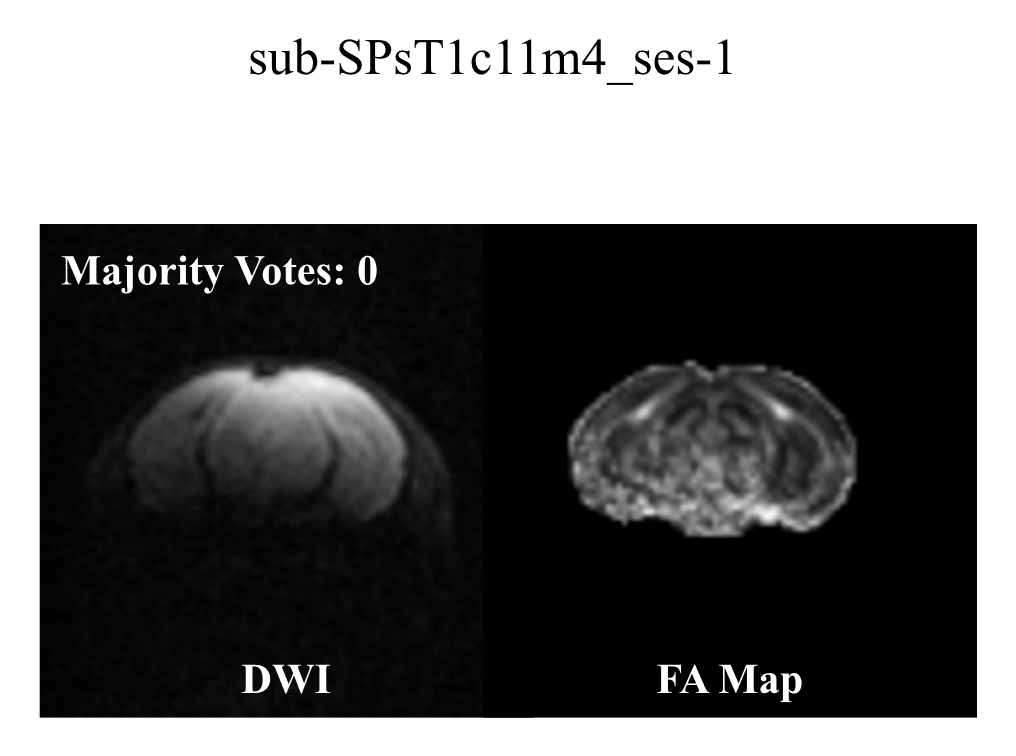 sub-SPsT1c11m4_ses-1
Majority Votes: 0
DWI
FA Map